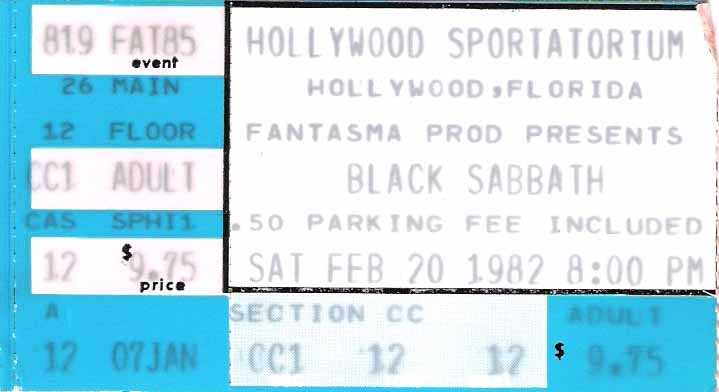 819 FAT85
event
26 MAIN
12 FLOOR
CC1 ADULT
CAS SPHI1
12 $ 9.75
price
A
12 07JAN
HOLLYWOOD SPORTATORIUM
HOLLYWOOD,FLORIDA
FANTASMA PROD PRESENTS
BLACK SABBATH
.50 PARKING FEE INCLUDED
SAT FEB 20 1982 8:00 PM
SECTION CC ADULT
CC1 12 12 $ 9.75